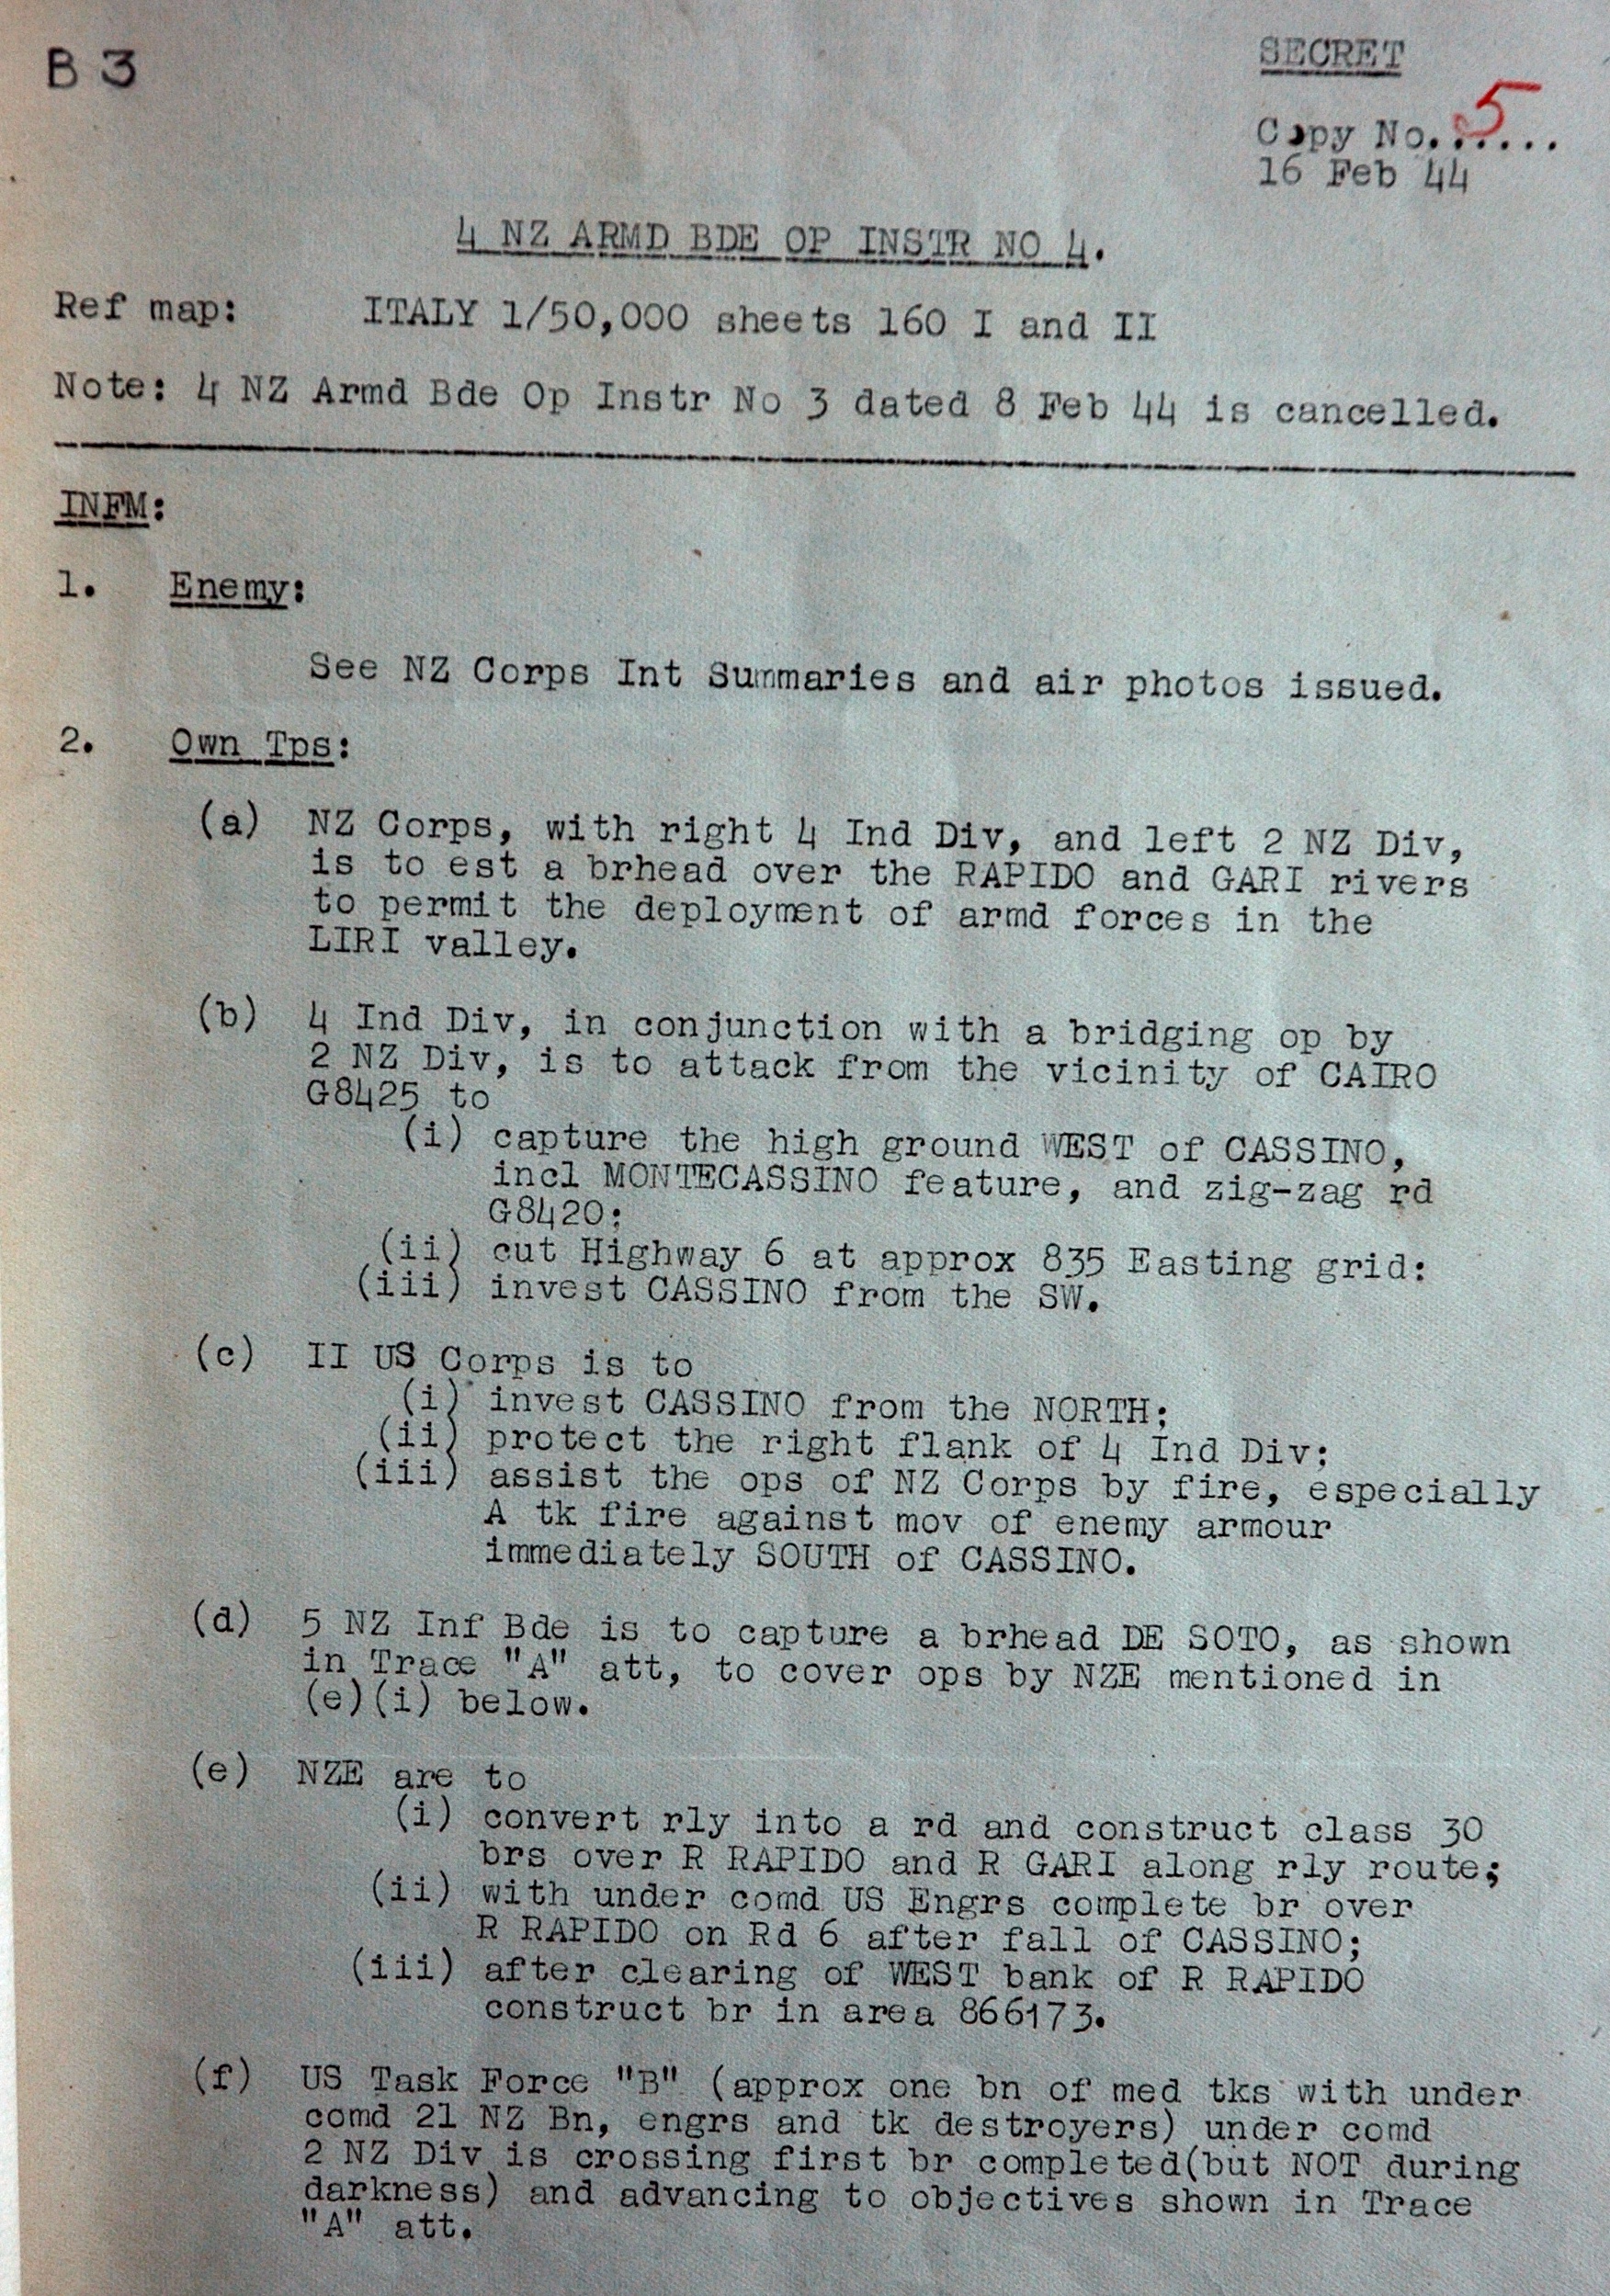 B 3
SECRET
Copy No...5...
16 Feb 44
4 NZ ARMD BDE OP INSTR NO 4.
Ref map: ITALY 1/50,000 sheets 160 I and II
Note: 4 NZ Armd Bde Op Instr No 3 dated 8 Feb 44 is cancelled.
INFM:
1. Enemy:
See NZ Corps Int Summaries and air photos issued.
2. Own Tps:
(a) NZ Corps, with right 4 Ind Div, and left 2 NZ Div,
is to est a brhead over the RAPIDO and GARI rivers
to permit the deployment of armd forces in the
LIRI valley.
(b) 4 Ind Div, in conjunction with a bridging op by
2 NZ Div, is to attack from the vicinity of CAIRO
G8425 to
(i) capture the high ground WEST of CASSINO,
incl MONTECASSINO feature, and zig-zag rd
G8420;
(ii) cut Highway 6 at approx 835 Easting grid:
(iii) invest CASSINO from the SW.
(c) II US Corps is to
(i) invest CASSINO from the NORTH;
(ii) protect the right flank of 4 Ind Div;
(iii) assist the ops of NZ Corps by fire, especially
A tk fire against mov of enemy armour
immediately SOUTH of CASSINO.
(d) 5 NZ Inf Bde is to capture a brhead DE SOTO, as shown
in Trace "A" att, to cover ops by NZE mentioned in
(e)(i) below.
(e) NZE are to
(i) convert rly into a rd and construct class 30
brs over R RAPIDO and R GARI along rly route;
(ii) with under comd US Engrs complete br over
R RAPIDO on Rd 6 after fall of CASSINO;
(iii) after clearing of WEST bank of R RAPIDO
construct br in area 866173.
(f) US Task Force "B" (approx one bn of med tks with under
comd 21 NZ Bn, engrs and tk destroyers) under comd
2 NZ Div is crossing first br completed(but NOT during
darkness) and advancing to objectives shown in Trace
"A" att.